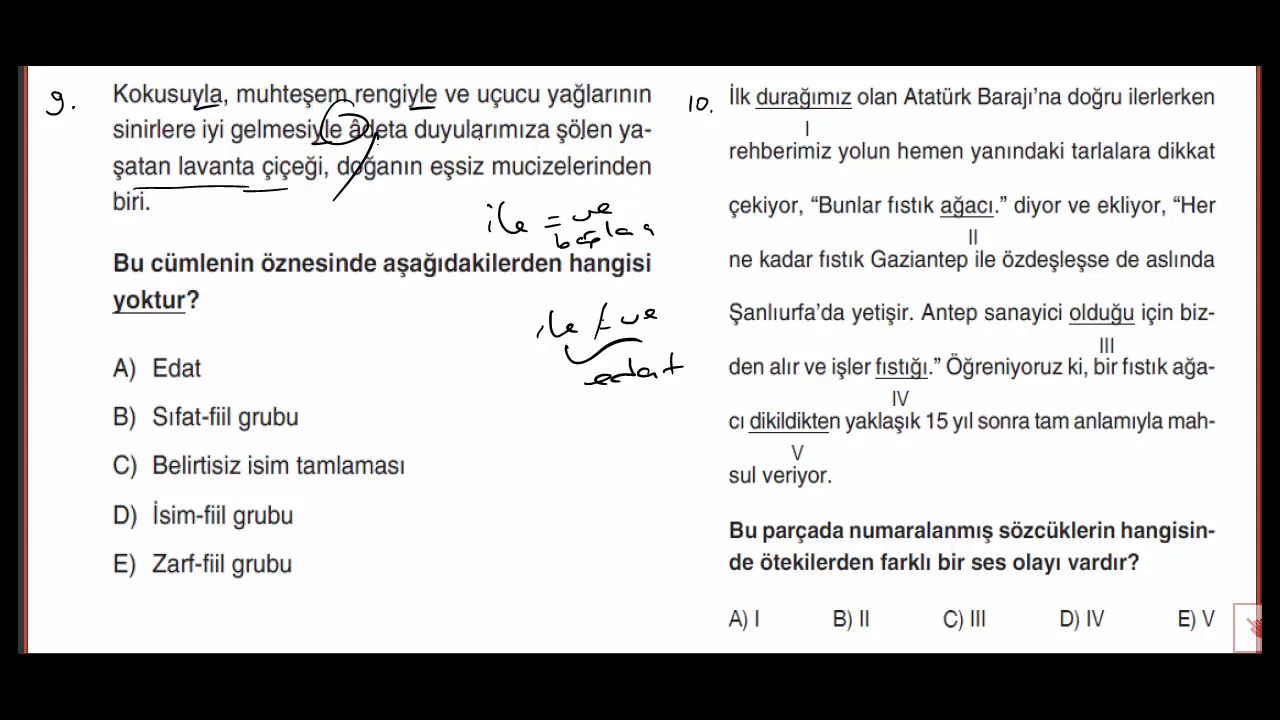 9.
Kokusuyla, muhteşem rengiyle ve uçucu yağlarının
sinirlere iyi gelmesiyle âdeta duyularımıza şölen ya-
şatan lavanta çiçeği, doğanın eşsiz mucizelerinden
biri.
ile = ve
bağlaç
Bu cümlenin öznesinde aşağıdakilerden hangisi
yoktur?
ile ≠ ve
edat
A) Edat
B) Sıfat-fiil grubu
C) Belirtisiz isim tamlaması
D) İsim-fiil grubu
E) Zarf-fiil grubu
10.
İlk durağımız olan Atatürk Barajı’na doğru ilerlerken
I
rehberimiz yolun hemen yanındaki tarlalara dikkat
çekiyor, “Bunlar fıstık ağacı.” diyor ve ekliyor, “Her
II
ne kadar fıstık Gaziantep ile özdeşleşse de aslında
Şanlıurfa’da yetişir. Antep sanayici olduğu için biz-
III
den alır ve işler fıstığı.” Öğreniyoruz ki, bir fıstık ağa-
IV
cı dikildikten yaklaşık 15 yıl sonra tam anlamıyla mah-
V
sul veriyor.
Bu parçada numaralanmış sözcüklerin hangisin-
de ötekilerden farklı bir ses olayı vardır?
A) I B) II C) III D) IV E) V